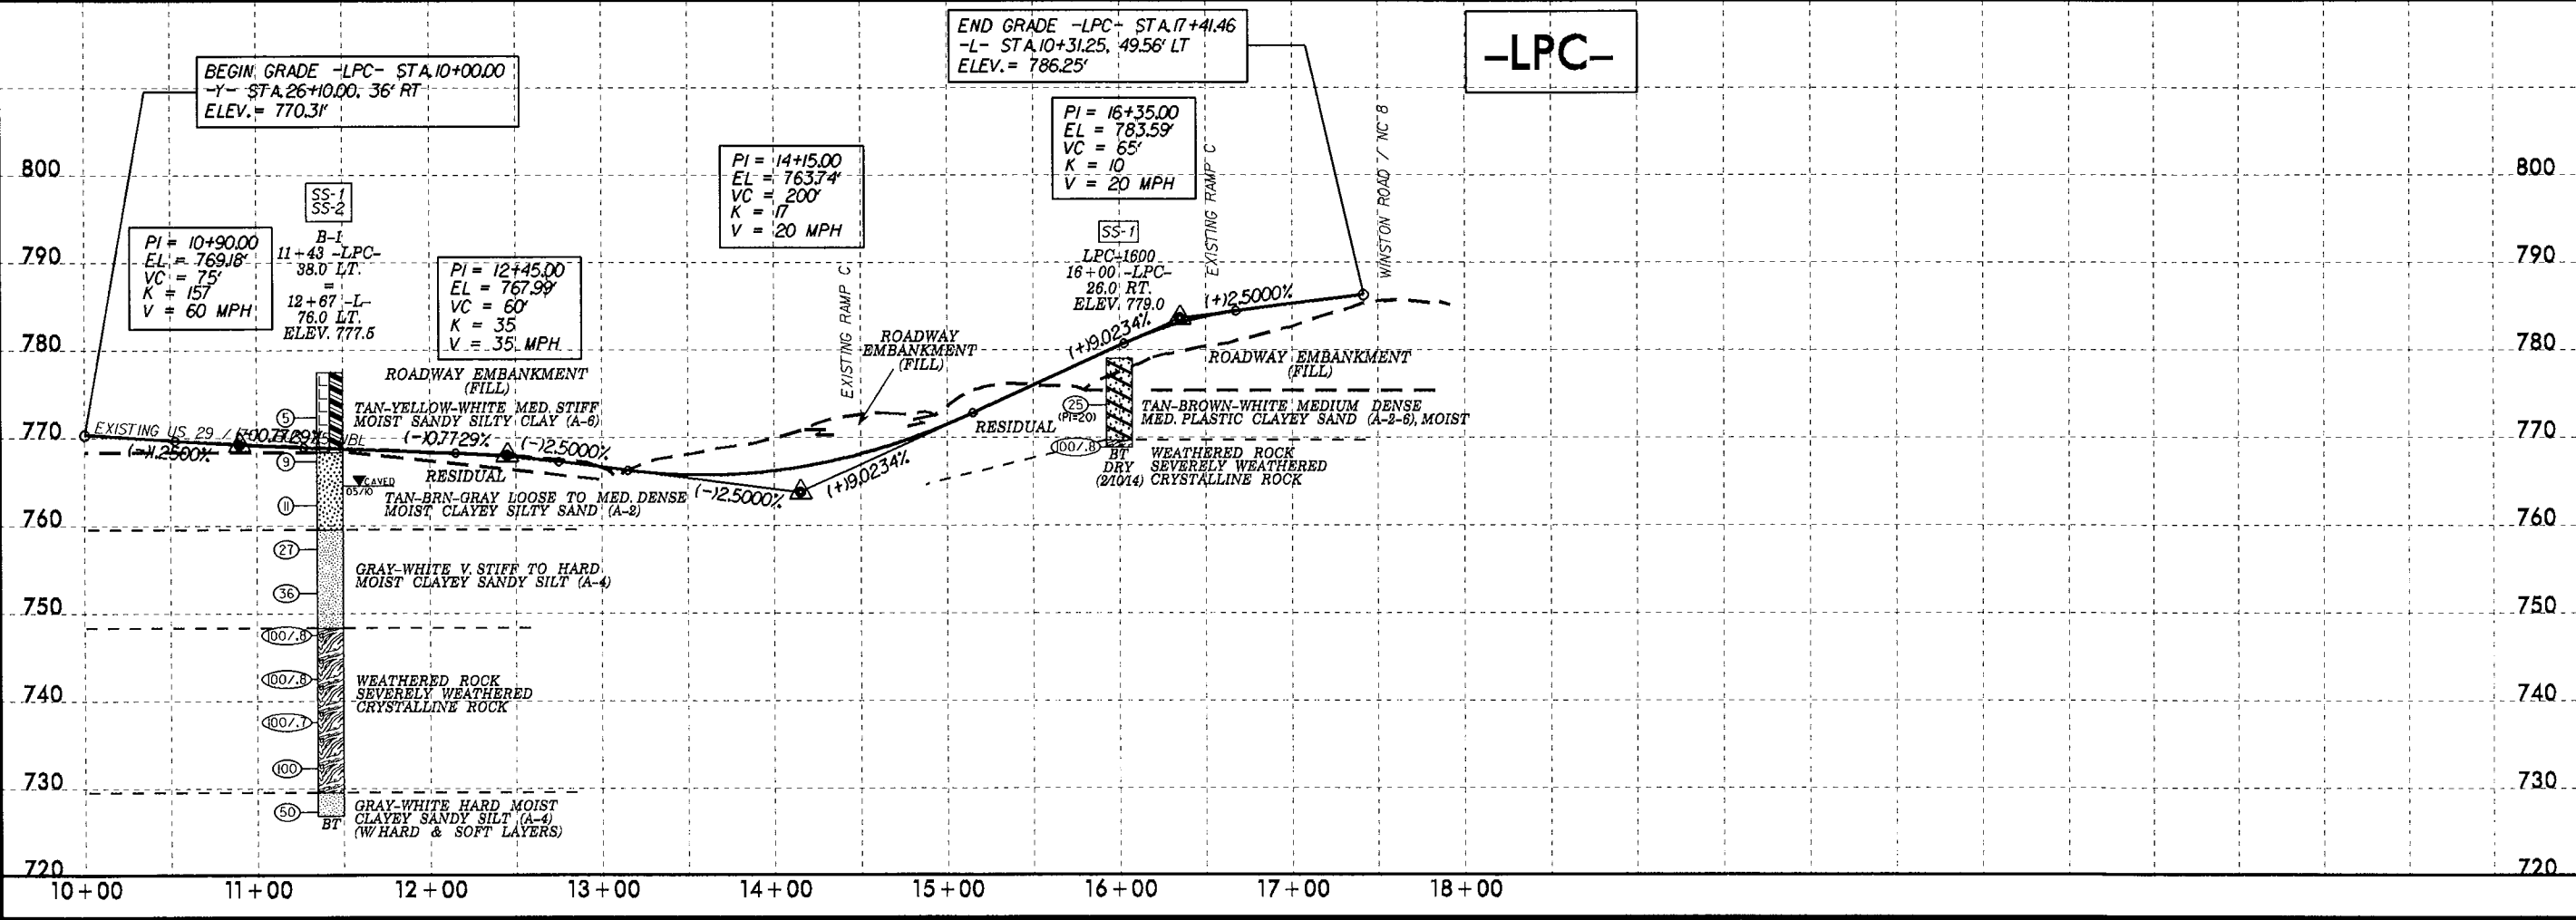 BEGIN GRADE -LPC- STA.10+00.00
-Y- STA.26+10.00, 36' RT
ELEV.= 770.31'
END GRADE -LPC- STA.17+41.46
-L- STA.10+31.25, 49.56' LT
ELEV.= 786.25'
-LPC-
PI = 10+90.00
EL = 769.18'
VC = 75'
K = 157
V = 60 MPH
SS-1
SS-2
B-1
11+43 -LPC-
38.0 LT.
=
12+67 -L-
76.0 LT.
ELEV. 777.5
PI = 12+45.00
EL = 767.99'
VC = 60'
K = 35
V = 35 MPH
PI = 14+15.00
EL = 763.74'
VC = 200'
K = 17
V = 20 MPH
PI = 16+35.00
EL = 783.59'
VC = 65'
K = 10
V = 20 MPH
SS-1
LPC-1600
16+00 -LPC-
26.0 RT.
ELEV. 779.0
EXISTING RAMP C
EXISTING RAMP C
WINSTON ROAD / NC 8
ROADWAY EMBANKMENT
(FILL)
TAN-YELLOW-WHITE MED. STIFF
MOIST SANDY SILTY CLAY (A-6)
ROADWAY
EMBANKMENT
(FILL)
ROADWAY EMBANKMENT
(FILL)
EXISTING US 29 /
(-)1.2500%
(-)0.7729%
(-)0.7729%
(-)2.5000%
(-)2.5000%
(+)9.0234%
(+)9.0234%
(+)2.5000%
RESIDUAL
TAN-BRN-GRAY LOOSE TO MED. DENSE
MOIST CLAYEY SILTY SAND (A-2)
CAVED
05/10
RESIDUAL
TAN-BROWN-WHITE MEDIUM DENSE
MED. PLASTIC CLAYEY SAND (A-2-6), MOIST
25
(PI=20)
100/.8
BT
DRY
(2/10/14)
WEATHERED ROCK
SEVERELY WEATHERED
CRYSTALLINE ROCK
5
9
11
27
36
100/.8
100/.8
100/.7
100
50
BT
GRAY-WHITE V. STIFF TO HARD
MOIST CLAYEY SANDY SILT (A-4)
WEATHERED ROCK
SEVERELY WEATHERED
CRYSTALLINE ROCK
GRAY-WHITE HARD MOIST
CLAYEY SANDY SILT (A-4)
(W/HARD & SOFT LAYERS)
800
790
780
770
760
750
740
730
720
800
790
780
770
760
750
740
730
720
10+00
11+00
12+00
13+00
14+00
15+00
16+00
17+00
18+00